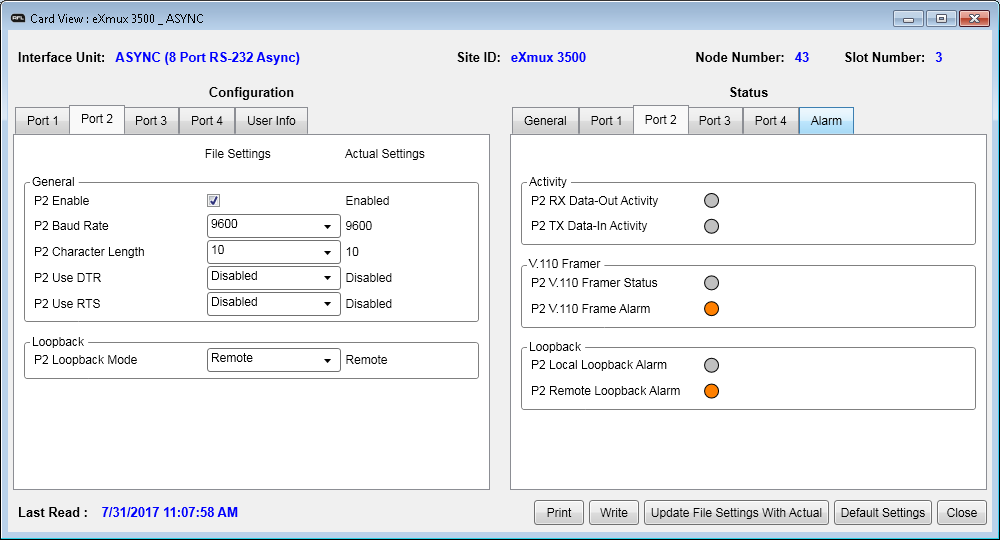 AFL Card View : eXmux 3500 _ ASYNC
Interface Unit: ASYNC (8 Port RS-232 Async) Site ID: eXmux 3500 Node Number: 43 Slot Number: 3
Configuration
Port 1 Port 2 Port 3 Port 4 User Info
File Settings Actual Settings
General
P2 Enable Enabled
P2 Baud Rate 9600 9600
P2 Character Length 10 10
P2 Use DTR Disabled Disabled
P2 Use RTS Disabled Disabled
Loopback
P2 Loopback Mode Remote Remote
Status
General Port 1 Port 2 Port 3 Port 4 Alarm
Activity
P2 RX Data-Out Activity
P2 TX Data-In Activity
V.110 Framer
P2 V.110 Framer Status
P2 V.110 Frame Alarm
Loopback
P2 Local Loopback Alarm
P2 Remote Loopback Alarm
Last Read : 7/31/2017 11:07:58 AM
Print Write Update File Settings With Actual Default Settings Close